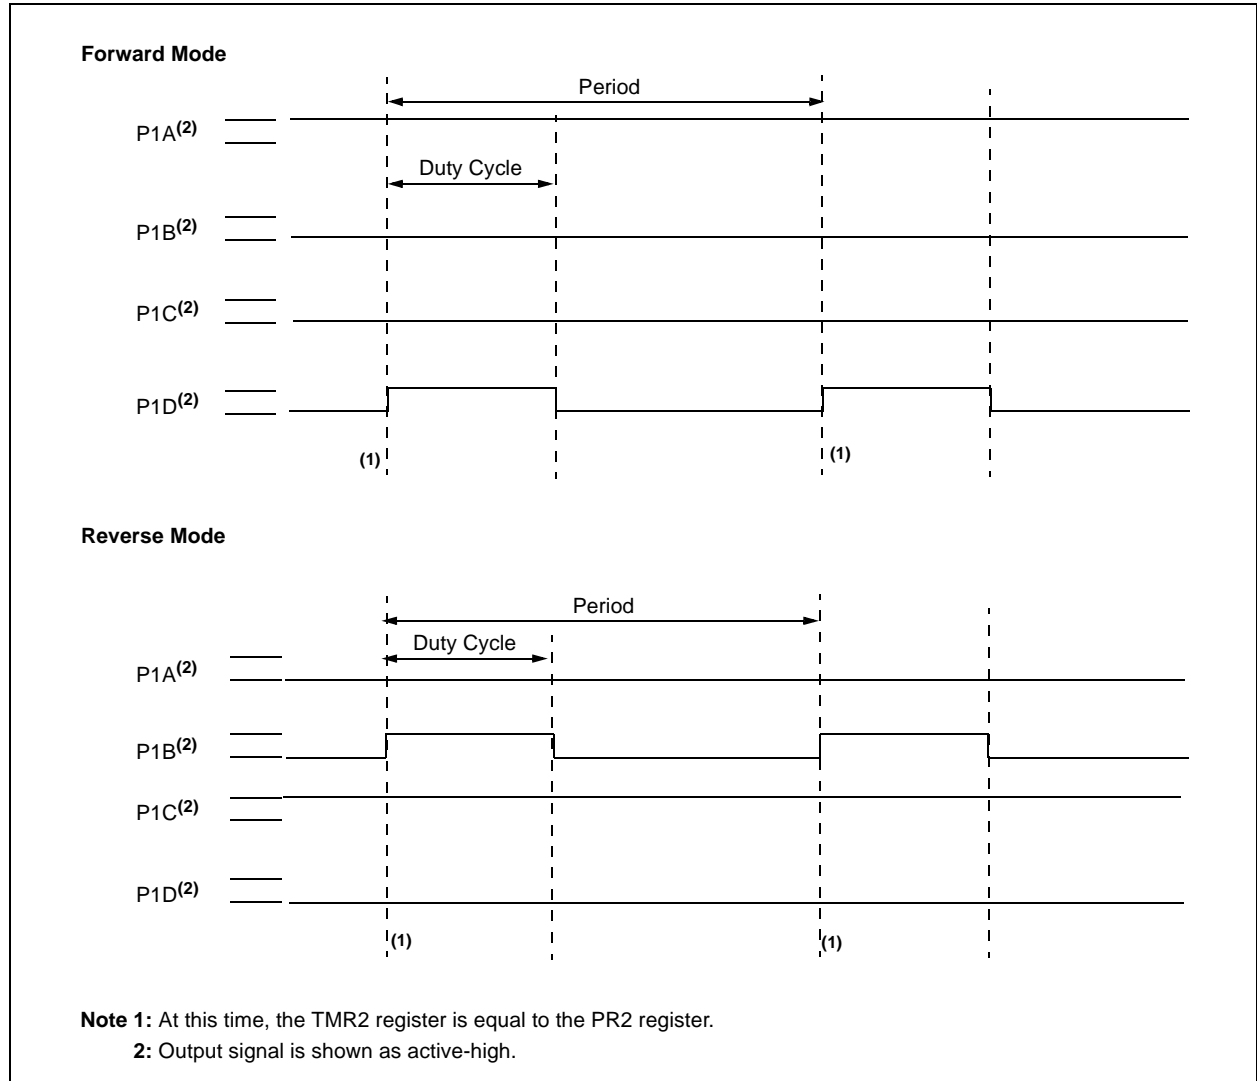 Forward Mode
Period
P1A(2)
Duty Cycle
P1B(2)
P1C(2)
P1D(2)
(1)
(1)
Reverse Mode
Period
Duty Cycle
P1A(2)
P1B(2)
P1C(2)
P1D(2)
(1)
(1)
Note 1: At this time, the TMR2 register is equal to the PR2 register.
2: Output signal is shown as active-high.